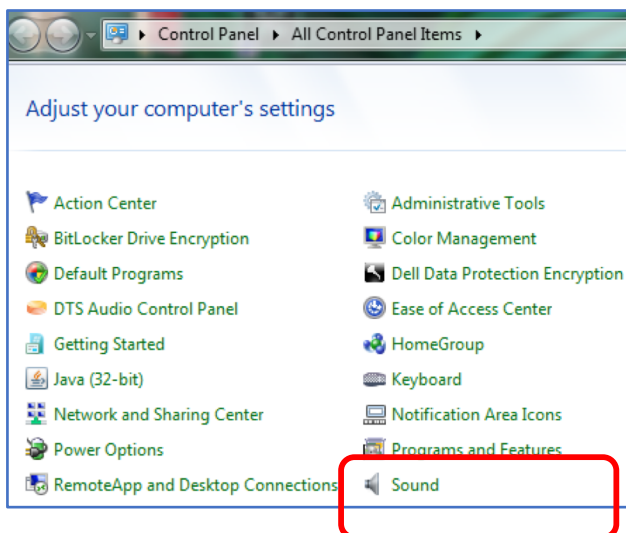 Control Panel All Control Panel Items
Adjust your computer's settings
Action Center Administrative Tools
BitLocker Drive Encryption Color Management
Default Programs Dell Data Protection Encryption
DTS Audio Control Panel Ease of Access Center
Getting Started HomeGroup
Java (32-bit) Keyboard
Network and Sharing Center Notification Area Icons
Power Options Programs and Features
RemoteApp and Desktop Connections Sound